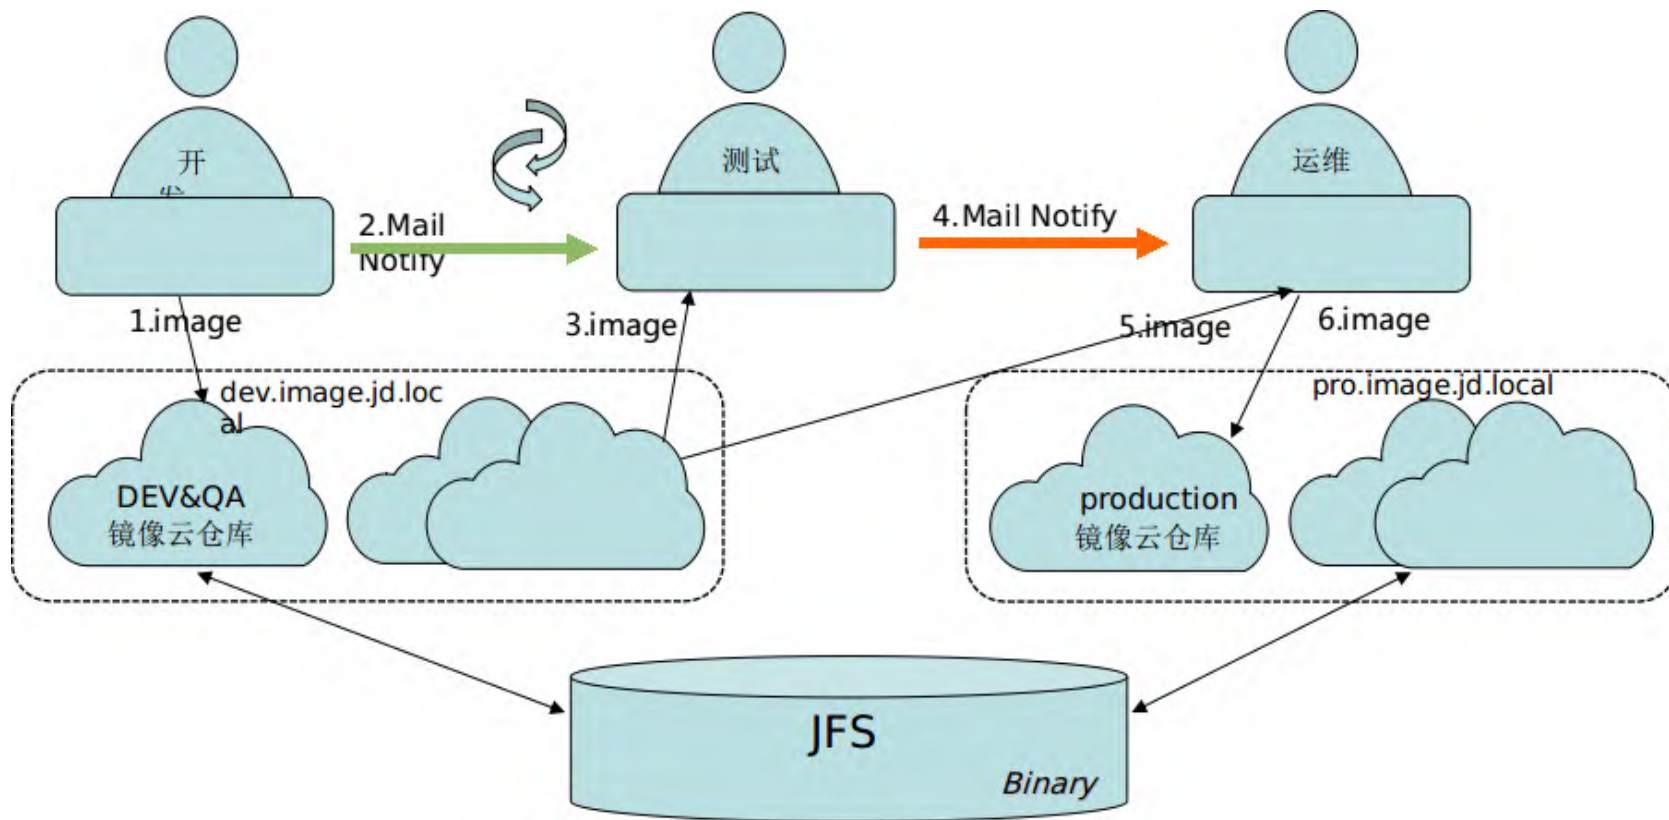 开
发
测试
运维
2.Mail
Notify
4.Mail Notify
1.image
3.image
5.image
6.image
dev.image.jd.loc
al
pro.image.jd.local
DEV&QA
镜像云仓库
production
镜像云仓库
JFS
Binary